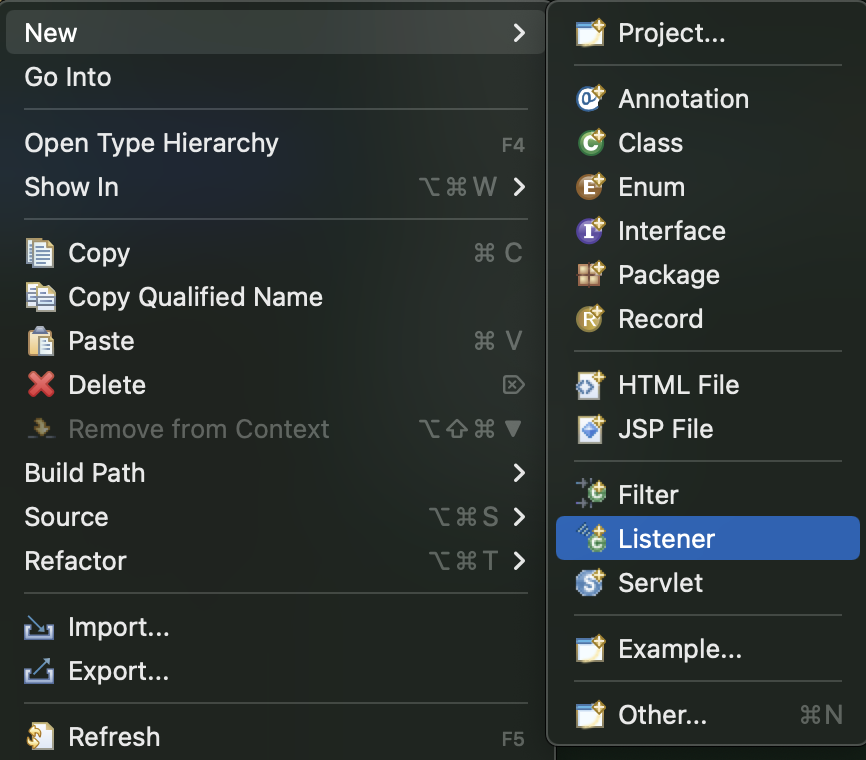 New
Go Into
Open Type Hierarchy F4
Show In ⌥⌘W
Copy ⌘C
Copy Qualified Name
Paste ⌘V
Delete ⌦
Remove from Context ⌥⇧⌘▼
Build Path
Source ⌥⌘S
Refactor ⌥⌘T
Import...
Export...
Refresh F5
Project...
Annotation
Class
Enum
Interface
Package
Record
HTML File
JSP File
Filter
Listener
Servlet
Example...
Other... ⌘N